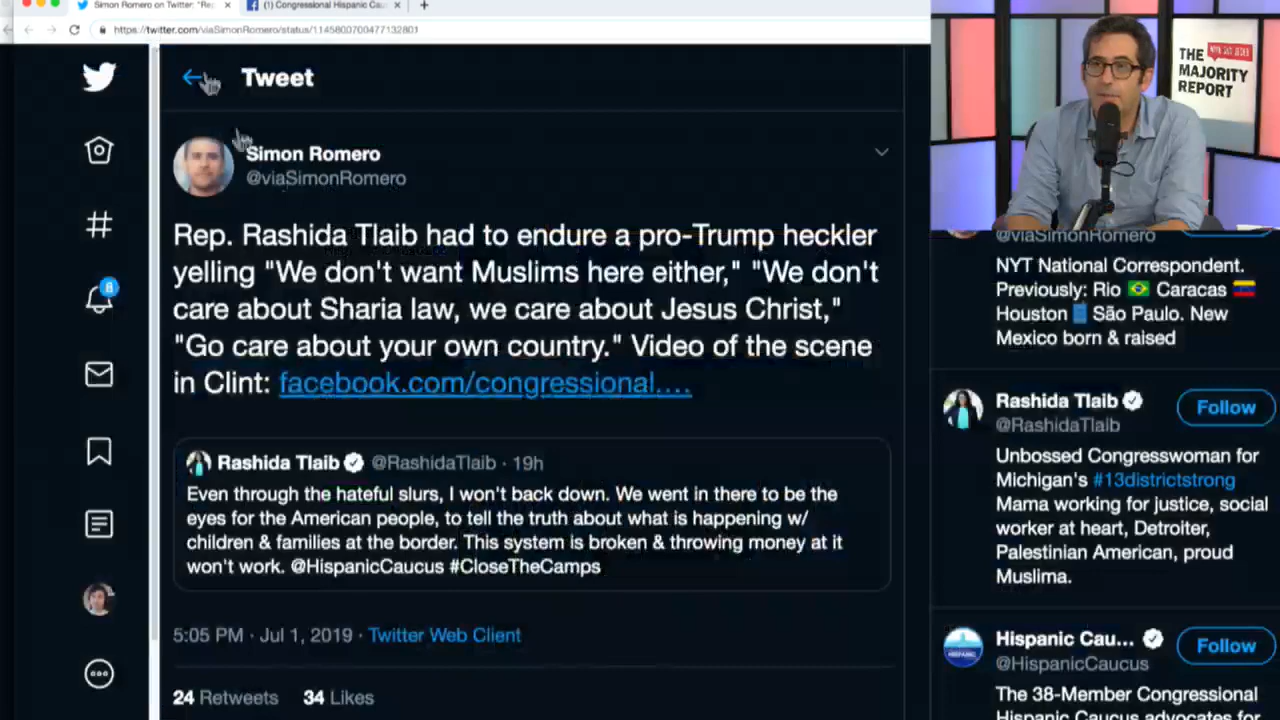 Simon Romero on Twitter: "Re
(1) Congressional Hispanic Cau
https://twitter.com/viaSimonRomero/status/1145800700477132801
Tweet
Simon Romero
@viaSimonRomero
Rep. Rashida Tlaib had to endure a pro-Trump heckler
yelling "We don't want Muslims here either," "We don't
care about Sharia law, we care about Jesus Christ,"
"Go care about your own country." Video of the scene
in Clint: facebook.com/congressional....
Rashida Tlaib @RashidaTlaib · 19h
Even through the hateful slurs, I won't back down. We went in there to be the
eyes for the American people, to tell the truth about what is happening w/
children & families at the border. This system is broken & throwing money at it
won't work. @HispanicCaucus #CloseTheCamps
5:05 PM · Jul 1, 2019 · Twitter Web Client
24 Retweets 34 Likes
8
THE
MAJORITY
REPORT
@viaSimonRomero
NYT National Correspondent.
Previously: Rio Caracas
Houston São Paulo. New
Mexico born & raised
Rashida Tlaib
@RashidaTlaib
Follow
Unbossed Congresswoman for
Michigan's #13districtstrong
Mama working for justice, social
worker at heart, Detroiter,
Palestinian American, proud
Muslima.
Hispanic Cau...
@HispanicCaucus
Follow
The 38-Member Congressional
Hispanic Caucus advocates for